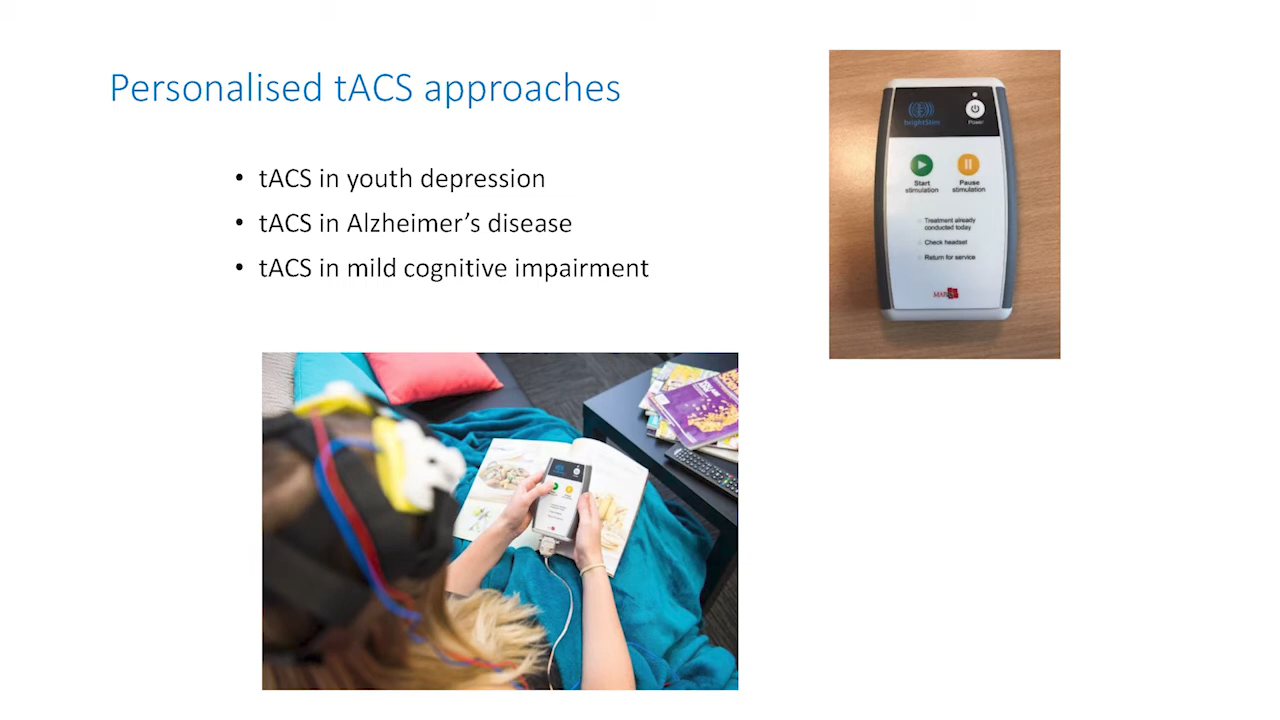 Personalised tACS approaches
• tACS in youth depression
• tACS in Alzheimer’s disease
• tACS in mild cognitive impairment
brightStim
Power
Start
stimulation
Pause
stimulation
Treatment already
conducted today
Check headset
Return for service